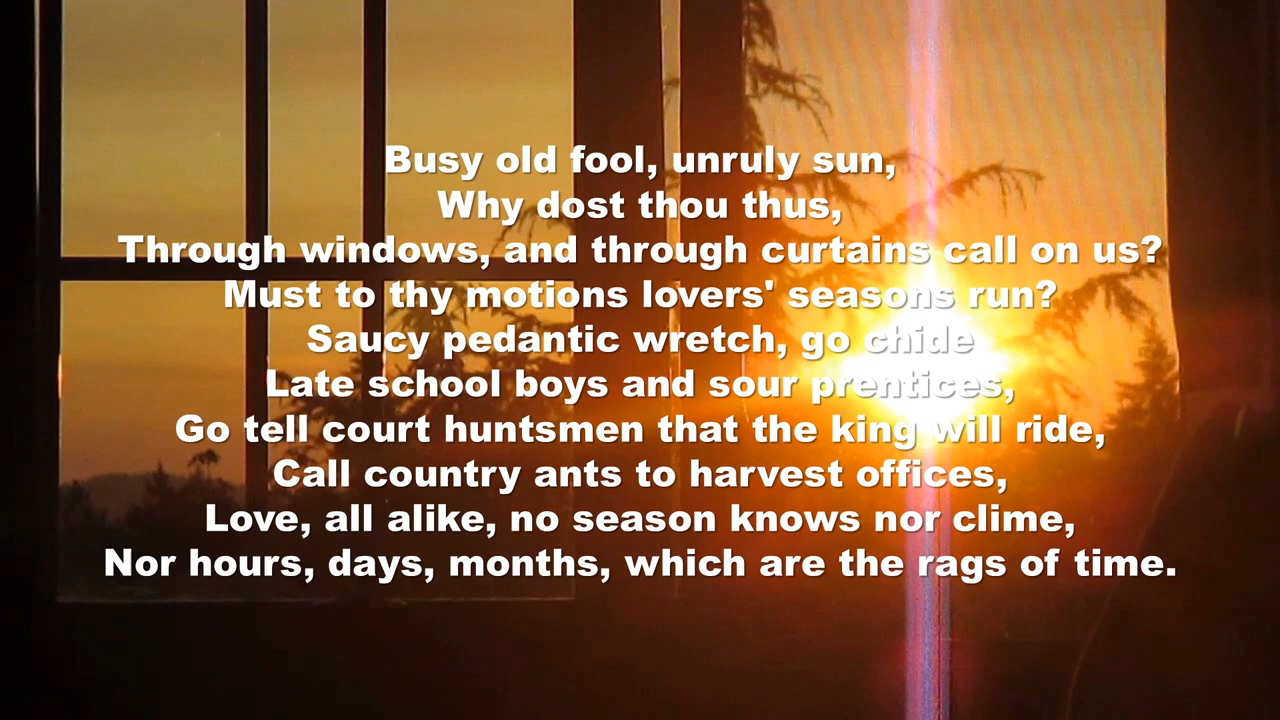 Busy old fool, unruly sun,
Why dost thou thus,
Through windows, and through curtains call on us?
Must to thy motions lovers' seasons run?
Saucy pedantic wretch, go chide
Late school boys and sour prentices,
Go tell court huntsmen that the king will ride,
Call country ants to harvest offices,
Love, all alike, no season knows nor clime,
Nor hours, days, months, which are the rags of time.